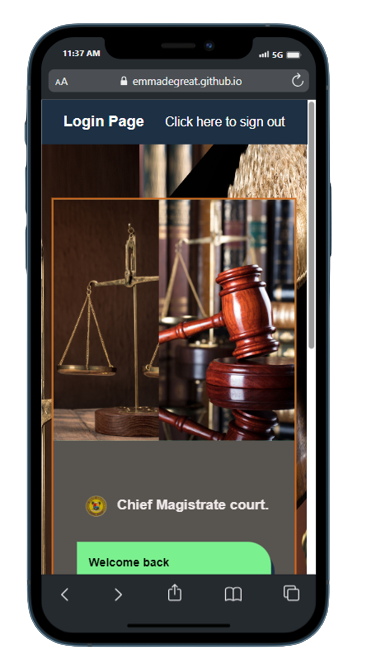 11:37 AM
5G
AA
emmadegreat.github.io
Login Page
Click here to sign out
Chief Magistrate court.
Welcome back